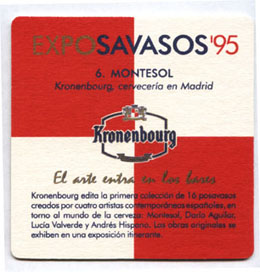 EXPOSAVASOS'95
6. MONTESOL
Kronenbourg, cervecería en Madrid
Kronenbourg
El arte entra en los bares
Kronenbourg edita la primera colección de 16 posavasos
creados por cuatro artistas contemporáneos españoles, en
torno al mundo de la cerveza: Montesol, Darío Aguilar,
Lucía Valverde y Andrés Hispano. Las obras originales se
exhiben en una exposición itinerante.